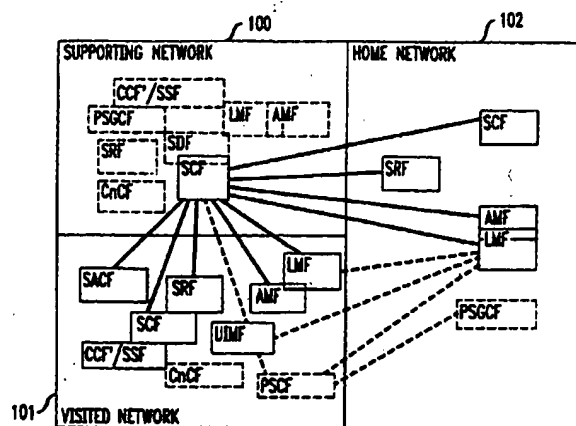 100
102
SUPPORTING NETWORK
HOME NETWORK
CCF'/SSF
PSGCF
LMF
AMF
SCF
SRF
SDF
SRF
SCF
CnCF
AMF
LMF
LMF
SACF
SRF
AMF
PSGCF
SCF
UIMF
CCF'/SSF
CnCF
PSCF
101
VISITED NETWORK